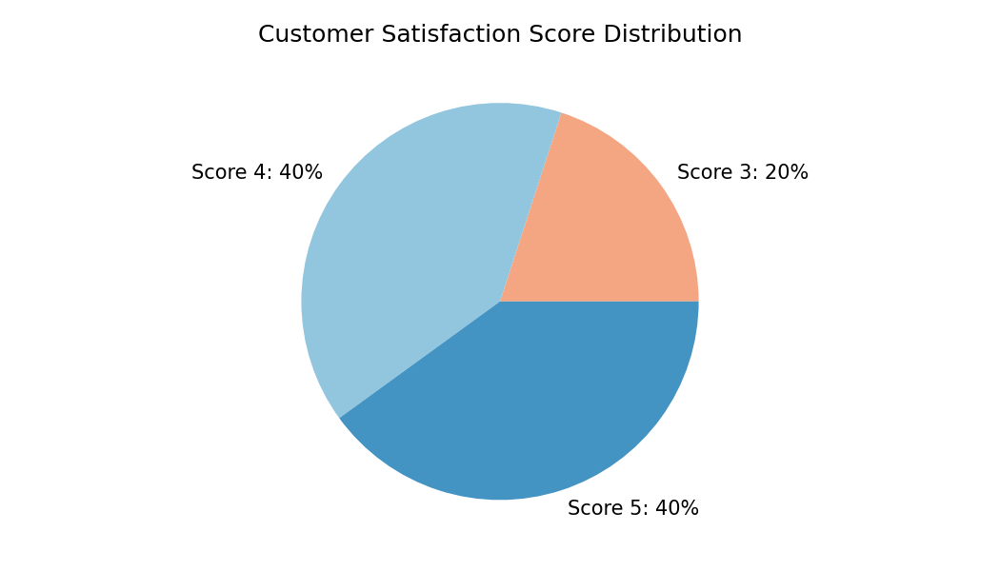 Customer Satisfaction Score Distribution
Score 4: 40%
Score 3: 20%
Score 5: 40%